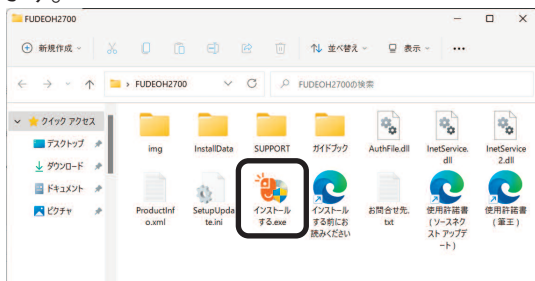 FUDEOH2700
新規作成
並べ替え
表示
FUDEOH2700
FUDEOH2700の検索
クイック アクセス
デスクトップ
ダウンロード
ドキュメント
ピクチャ
img
InstallData
SUPPORT
ガイドブック
AuthFile.dll
InetService.
dll
InetService
2.dll
ProductInf
o.xml
SetupUpda
te.ini
インストール
する.exe
インストール
する前にお
読みください
お問合せ先.
txt
使用許諾書
(ソースネク
スト アップデ
ート)
使用許諾書
(筆王)